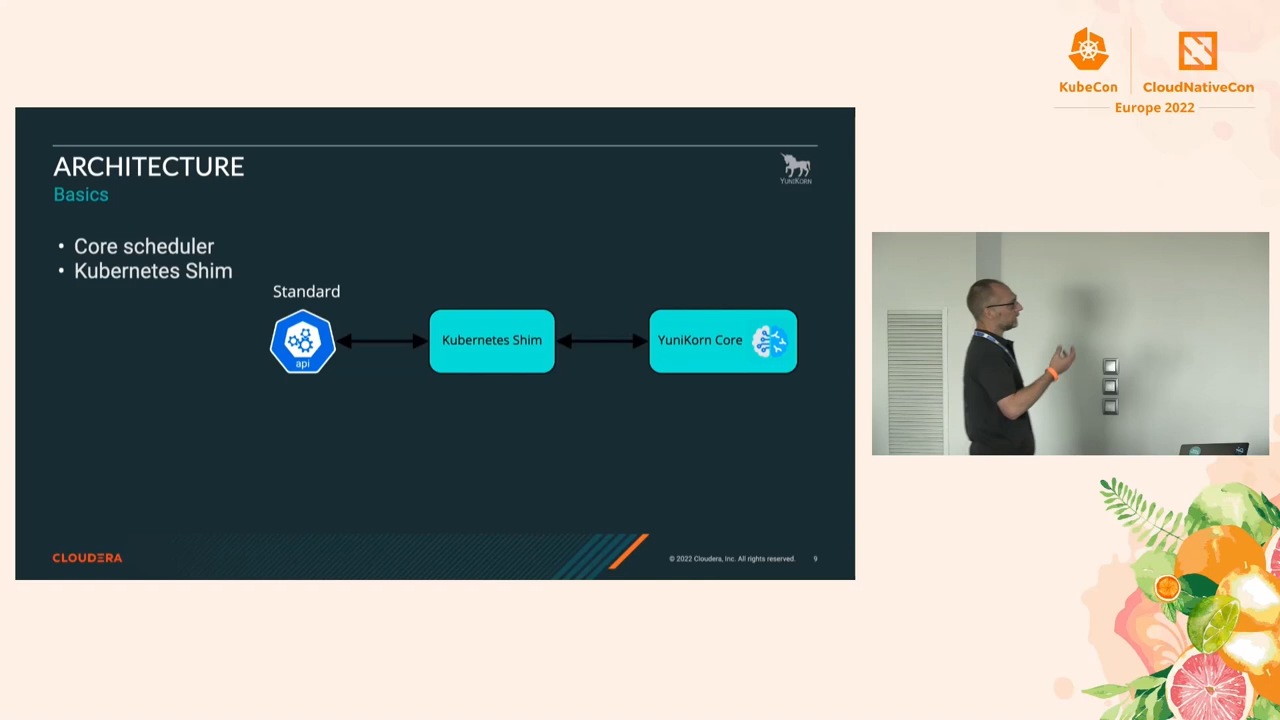 KubeCon
CloudNativeCon
Europe 2022
ARCHITECTURE
Basics
YUNIKORN
• Core scheduler
• Kubernetes Shim
Standard
api
Kubernetes Shim
YuniKorn Core
CLOUDERA
© 2022 Cloudera, Inc. All rights reserved.
9